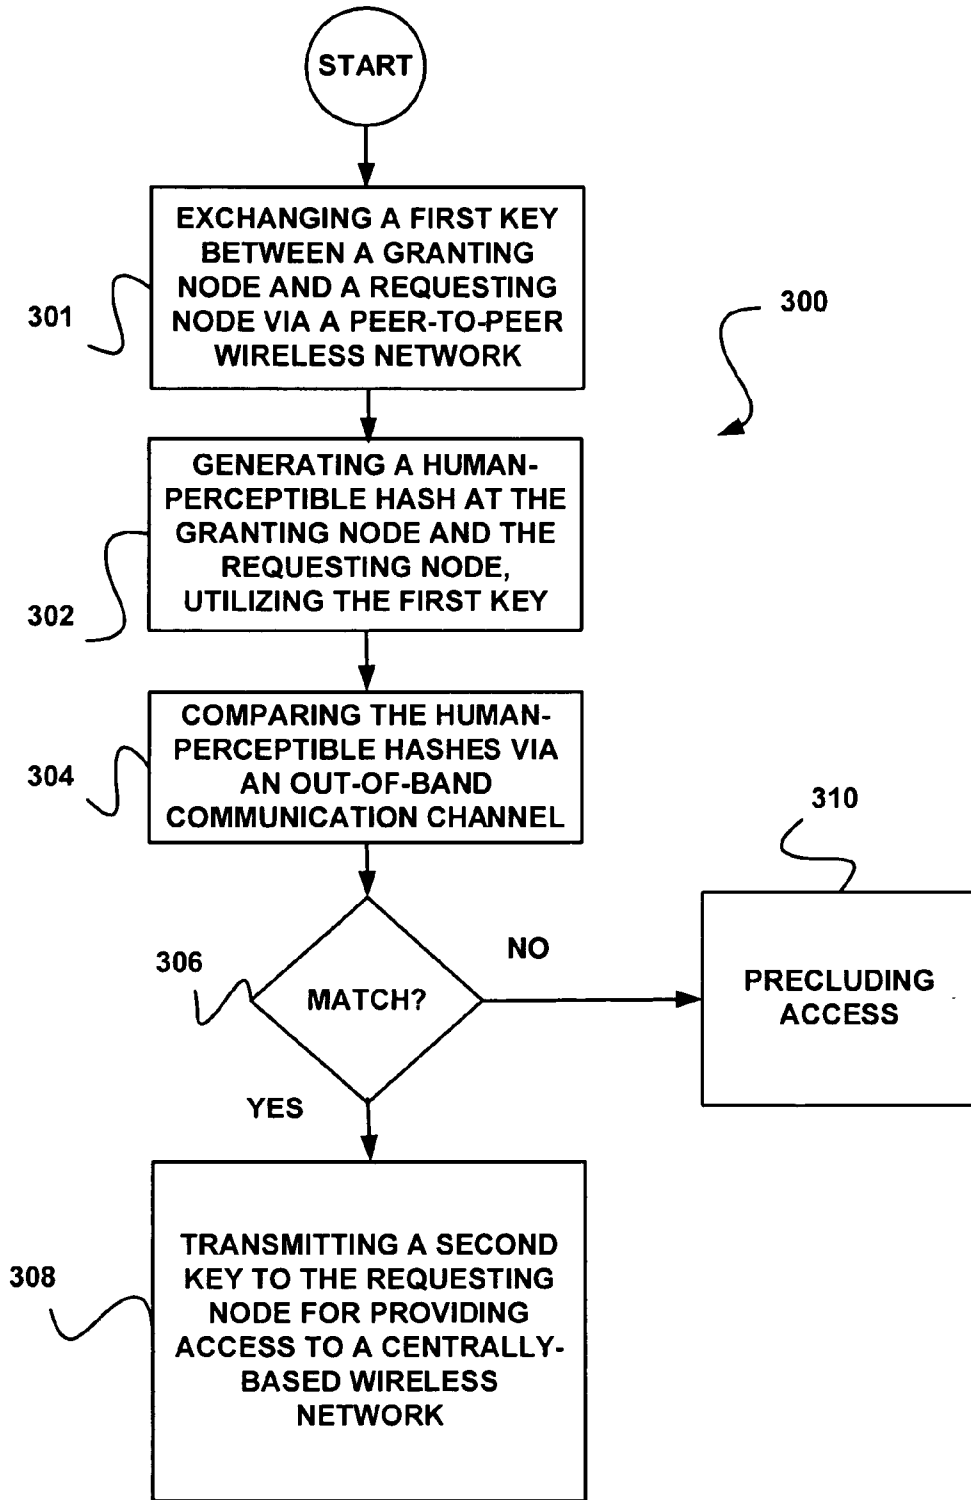 START
EXCHANGING A FIRST KEY
BETWEEN A GRANTING
NODE AND A REQUESTING
NODE VIA A PEER-TO-PEER
WIRELESS NETWORK
301
300
GENERATING A HUMAN-
PERCEPTIBLE HASH AT THE
GRANTING NODE AND THE
REQUESTING NODE,
UTILIZING THE FIRST KEY
302
COMPARING THE HUMAN-
PERCEPTIBLE HASHES VIA
AN OUT-OF-BAND
COMMUNICATION CHANNEL
304
310
306
MATCH?
NO
PRECLUDING
ACCESS
YES
TRANSMITTING A SECOND
KEY TO THE REQUESTING
NODE FOR PROVIDING
ACCESS TO A CENTRALLY-
BASED WIRELESS
NETWORK
308